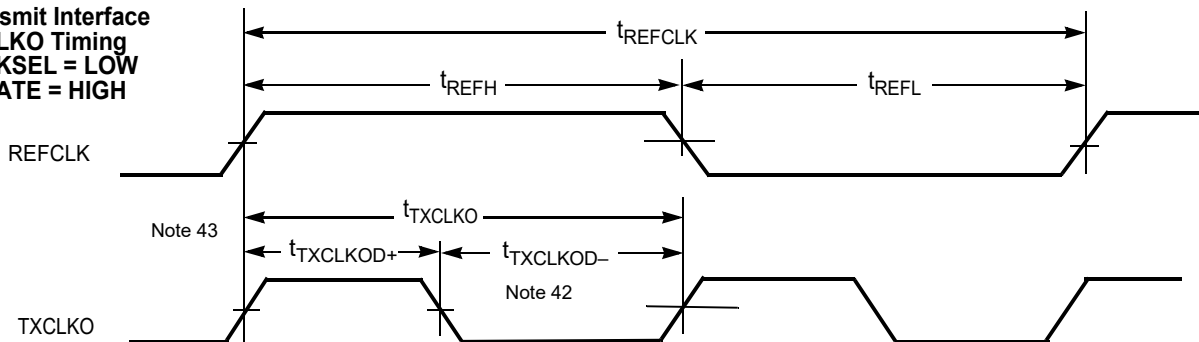 smit Interface
LKO Timing
KSEL = LOW
ATE = HIGH
tREFCLK
tREFH
tREFL
REFCLK
Note 43
tTXCLKO
tTXCLKOD+
tTXCLKOD–
Note 42
TXCLKO